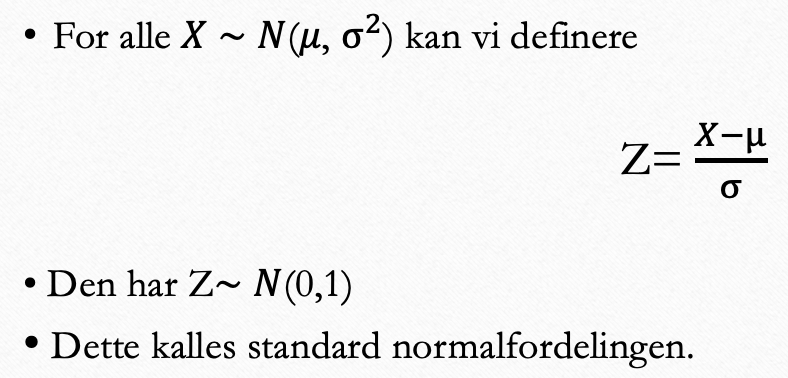 • For alle X ~ N(μ, σ²) kan vi definere
Z= X−μ / σ
• Den har Z~ N(0,1)
• Dette kalles standard normalfordelingen.